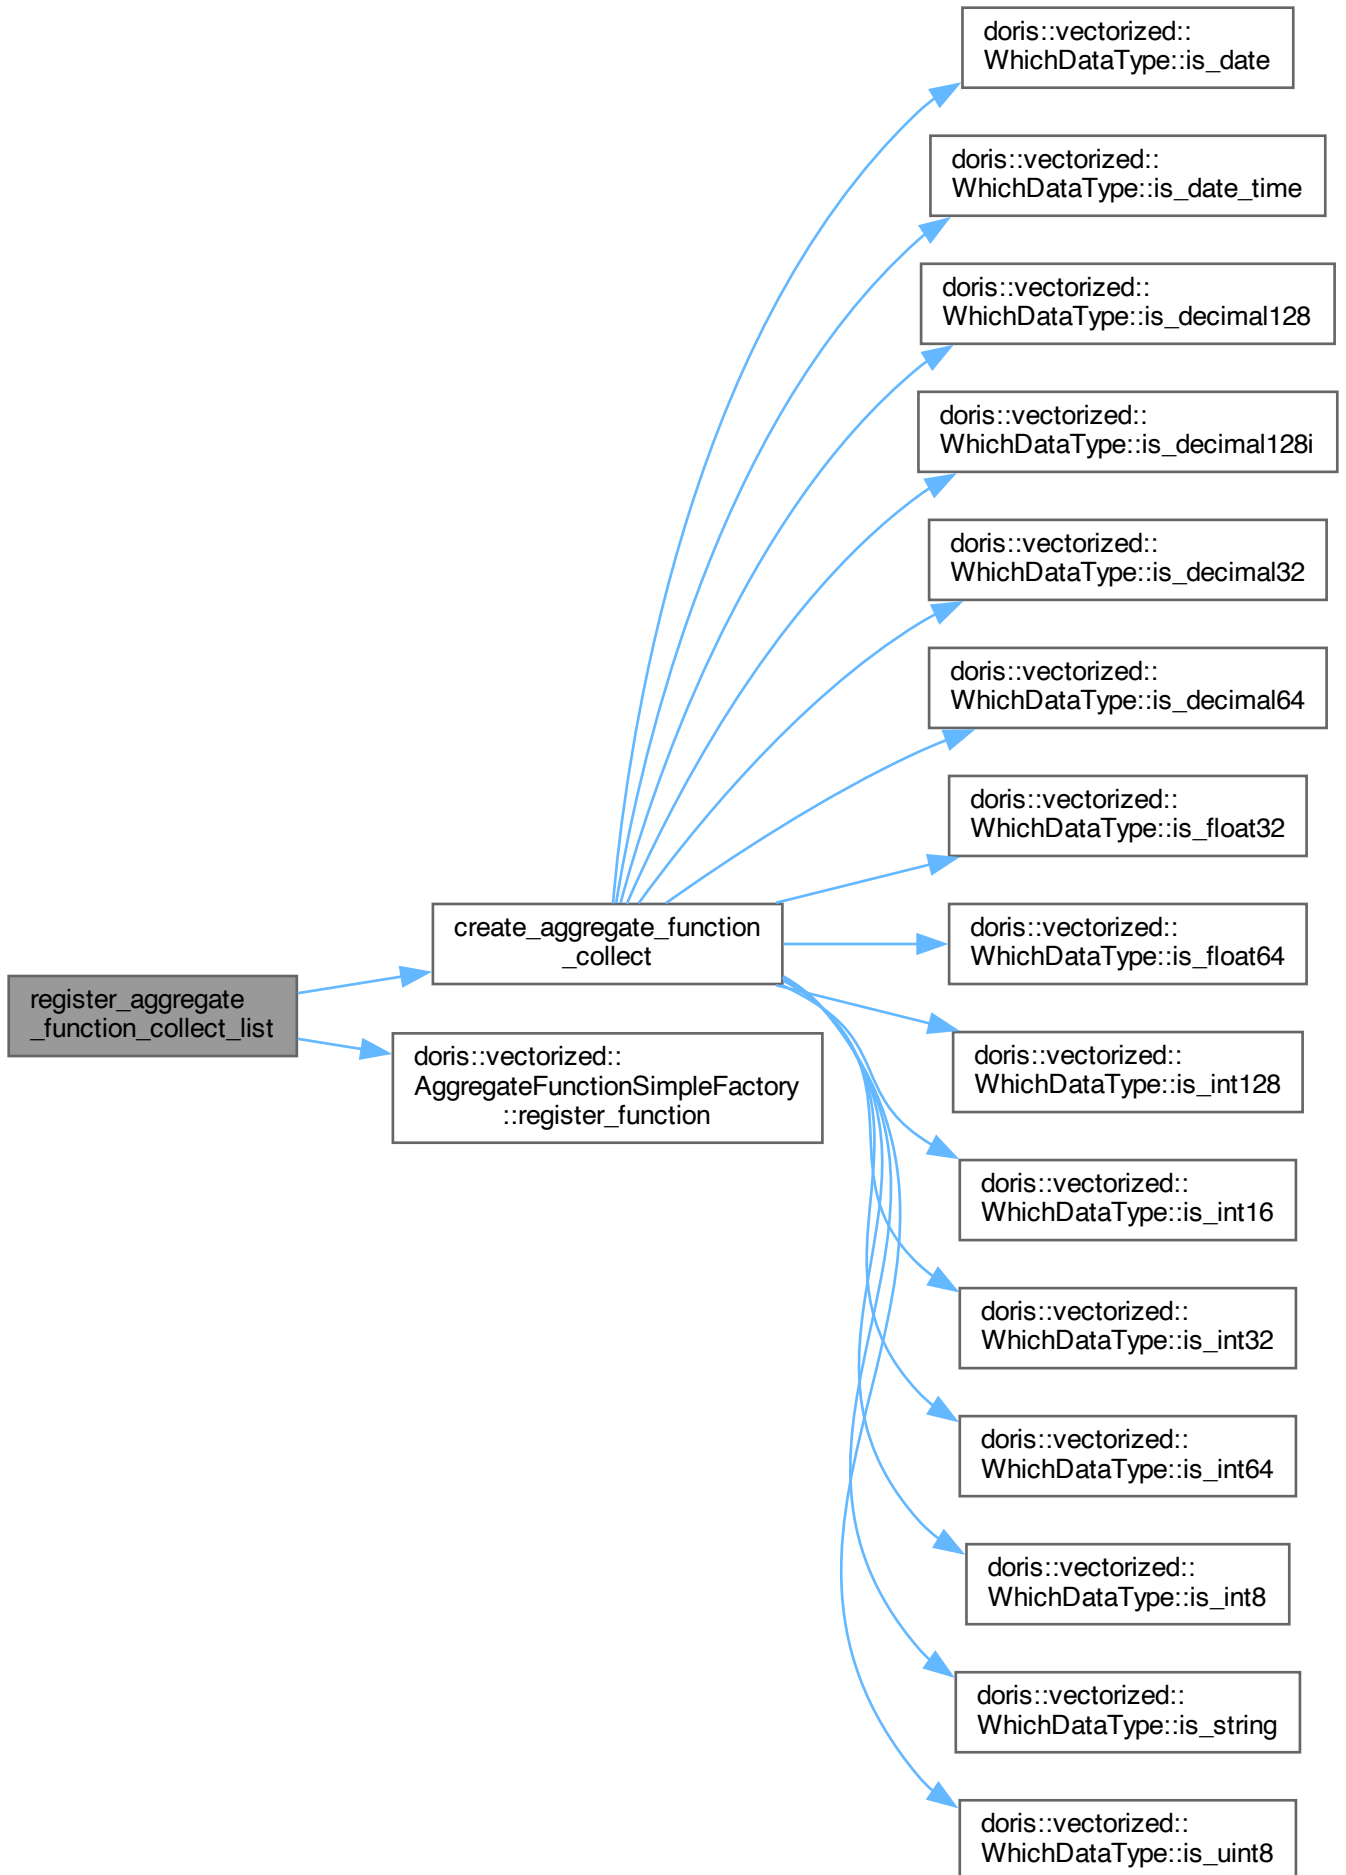 doris::vectorized::
WhichDataType::is_date
doris::vectorized::
WhichDataType::is_date_time
doris::vectorized::
WhichDataType::is_decimal128
doris::vectorized::
WhichDataType::is_decimal128i
doris::vectorized::
WhichDataType::is_decimal32
doris::vectorized::
WhichDataType::is_decimal64
doris::vectorized::
WhichDataType::is_float32
create_aggregate_function
_collect
doris::vectorized::
WhichDataType::is_float64
register_aggregate
_function_collect_list
doris::vectorized::
AggregateFunctionSimpleFactory
::register_function
doris::vectorized::
WhichDataType::is_int128
doris::vectorized::
WhichDataType::is_int16
doris::vectorized::
WhichDataType::is_int32
doris::vectorized::
WhichDataType::is_int64
doris::vectorized::
WhichDataType::is_int8
doris::vectorized::
WhichDataType::is_string
doris::vectorized::
WhichDataType::is_uint8